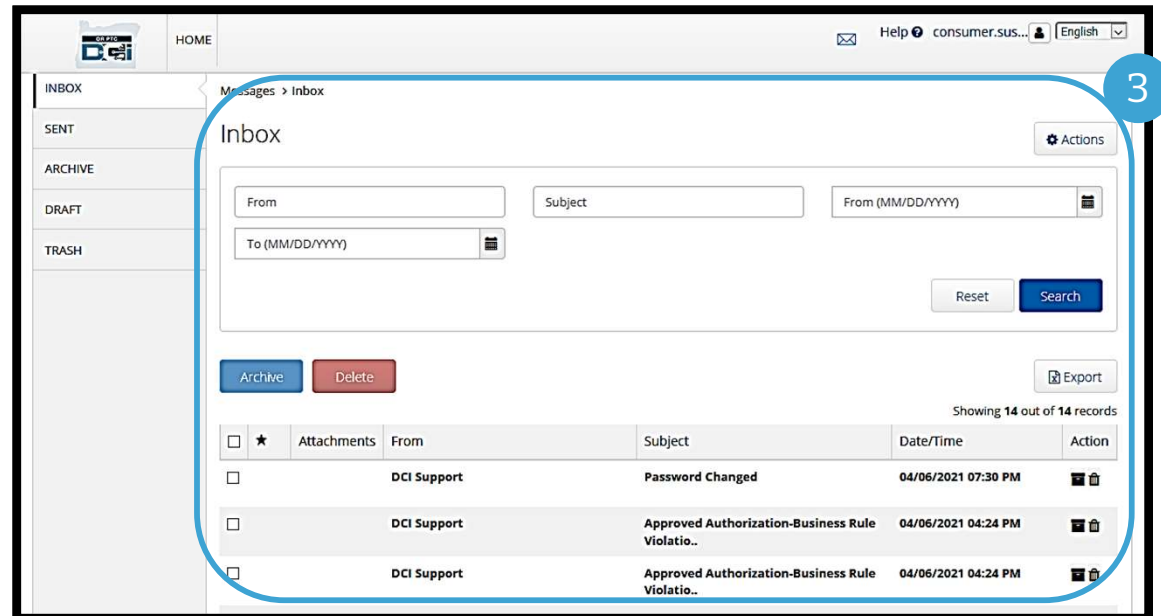 OR PTC
DCi
HOME
Help consumer.sus... English
3
INBOX
SENT
ARCHIVE
DRAFT
TRASH
Messages > Inbox
Inbox
Actions
From
Subject
From (MM/DD/YYYY)
To (MM/DD/YYYY)
Reset
Search
Archive
Delete
Export
Showing 14 out of 14 records
Attachments From Subject Date/Time Action
DCI Support Password Changed 04/06/2021 07:30 PM
DCI Support Approved Authorization-Business Rule 04/06/2021 04:24 PM
Violatio..
DCI Support Approved Authorization-Business Rule 04/06/2021 04:24 PM
Violatio..